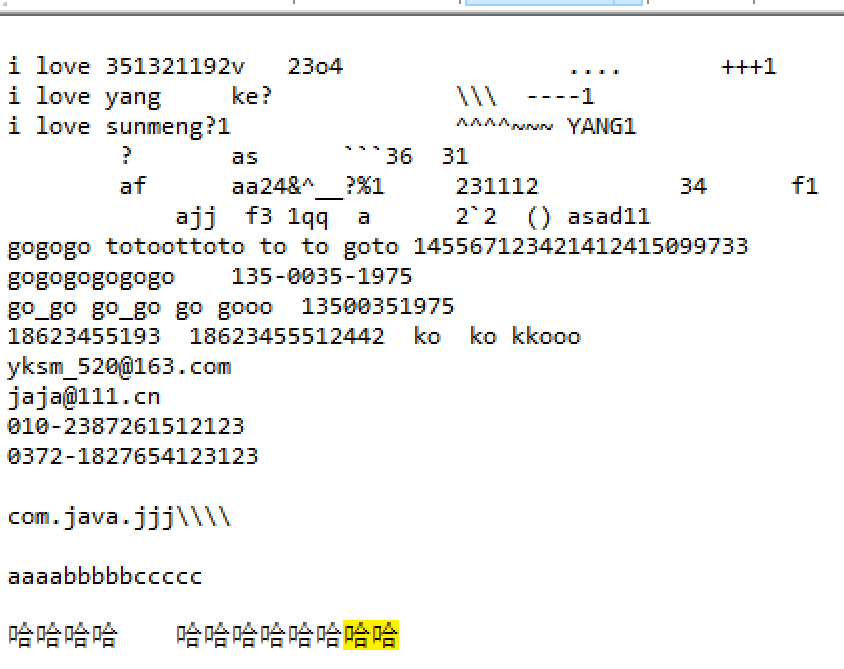 i love 351321192v   23o4                ....       +++1
i love yang     ke?             \\\  ----1
i love sunmeng?1                ^^^^~~~ YANG1
        ?       as      ```36  31
        af      aa24&^__?%1     231112          34      f1
            ajj  f3 1qq  a      2`2  () asad11
gogogo totoottoto to to goto 145567123421412415099733
gogogogogogo    135-0035-1975
go_go go_go go gooo  13500351975
18623455193  18623455512442  ko  ko kkooo
yksm_520@163.com
jaja@111.cn
010-2387261512123
0372-1827654123123
com.java.jjj\\\\
aaaabbbbbccccc
哈哈哈哈    哈哈哈哈哈哈哈哈